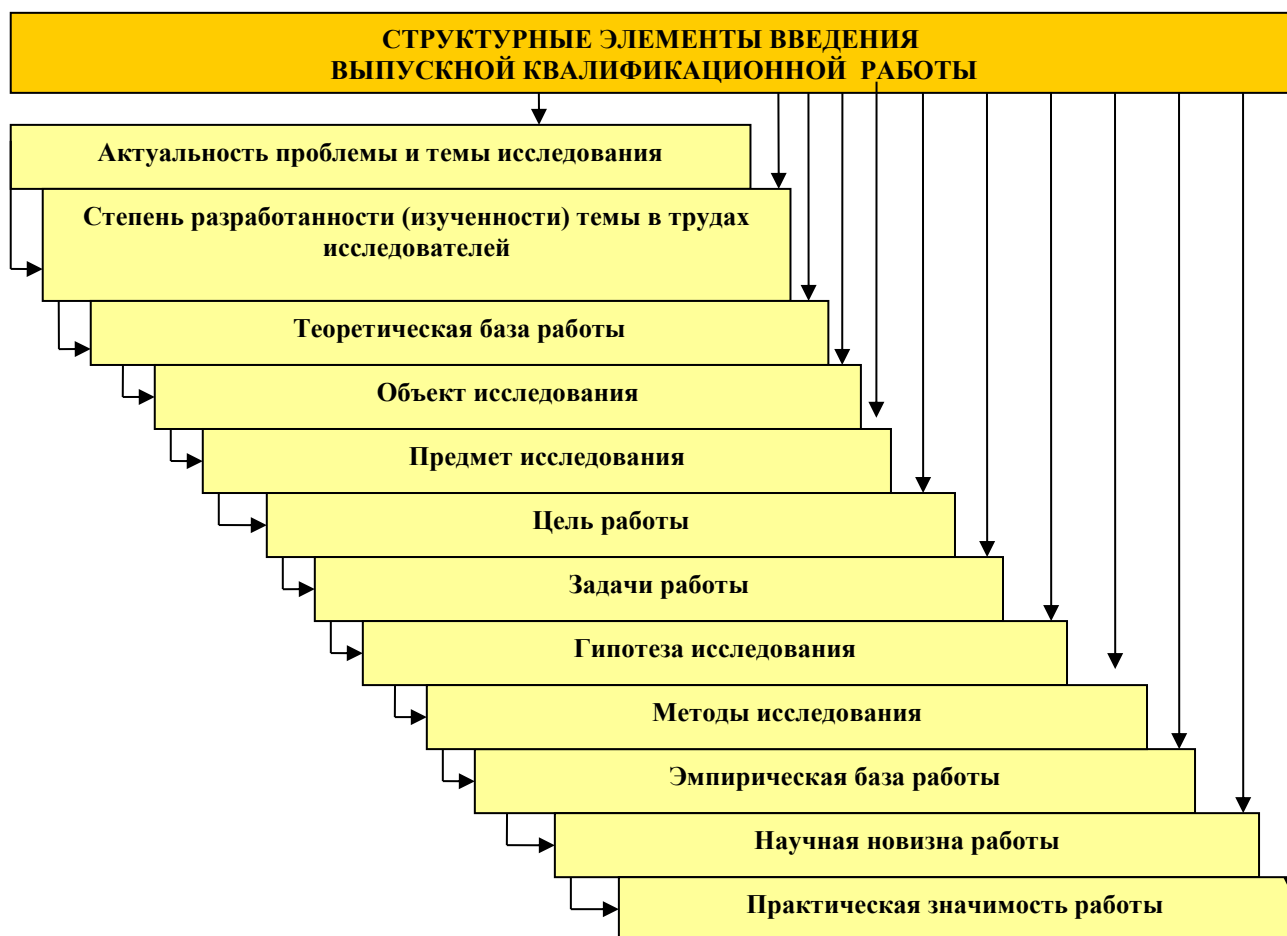 СТРУКТУРНЫЕ ЭЛЕМЕНТЫ ВВЕДЕНИЯ
ВЫПУСКНОЙ КВАЛИФИКАЦИОННОЙ РАБОТЫ
Актуальность проблемы и темы исследования
Степень разработанности (изученности) темы в трудах
исследователей
Теоретическая база работы
Объект исследования
Предмет исследования
Цель работы
Задачи работы
Гипотеза исследования
Методы исследования
Эмпирическая база работы
Научная новизна работы
Практическая значимость работы